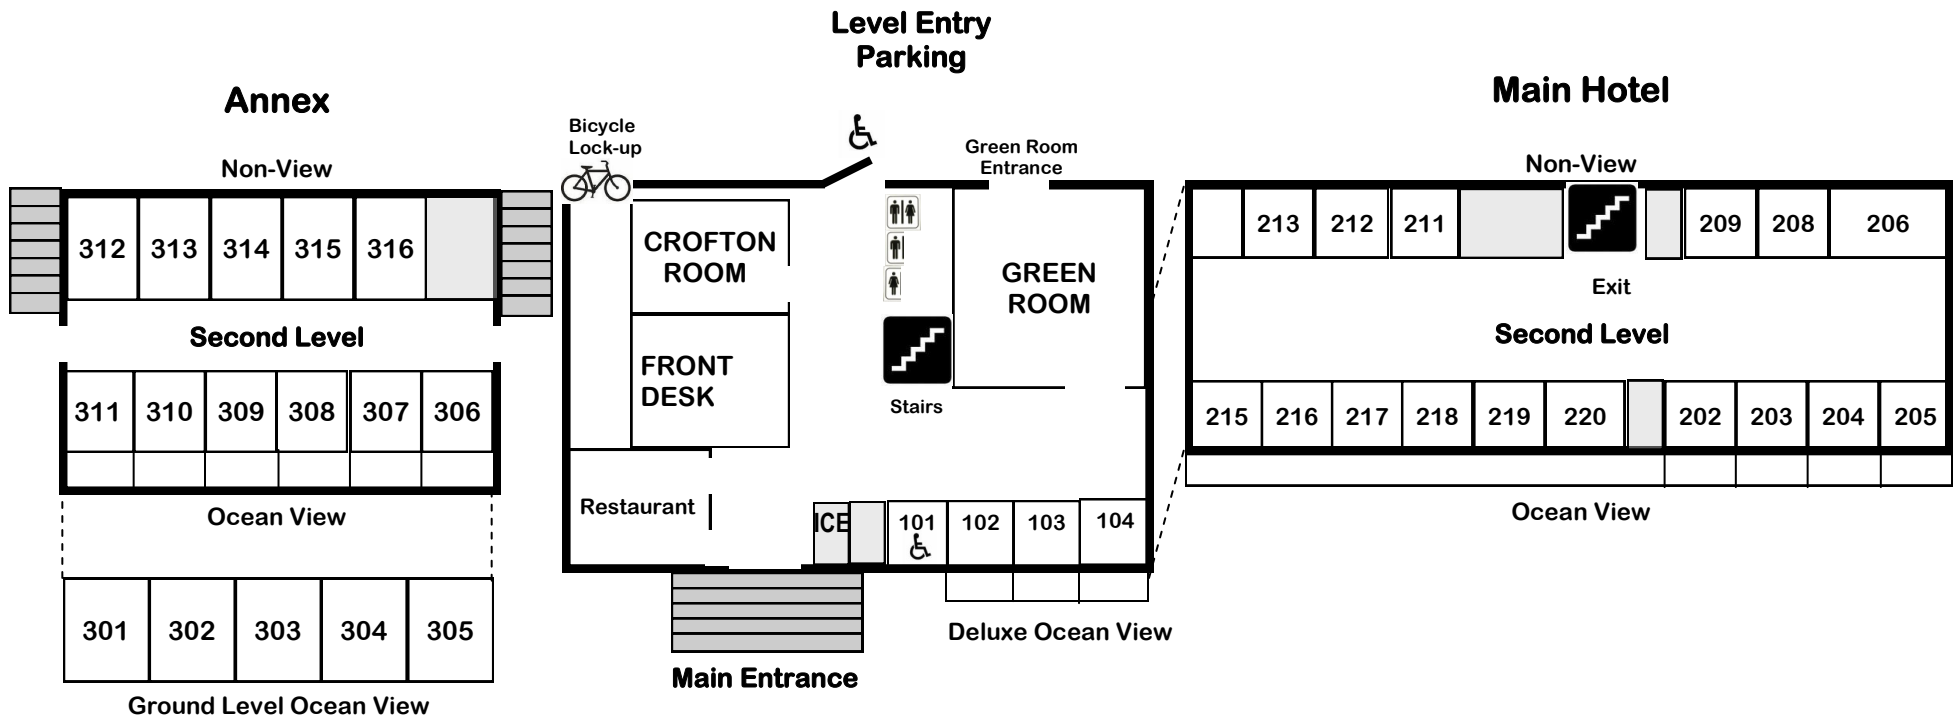 Level Entry
Parking
Annex
Main Hotel
Bicycle
Lock-up
Green Room
Entrance
Non-View
Non-View
312 313 314 315 316
CROFTON
ROOM
GREEN
ROOM
213 212 211 209 208 206
Exit
Second Level
Second Level
FRONT
DESK
Stairs
311 310 309 308 307 306
215 216 217 218 219 220 202 203 204 205
Ocean View
Restaurant
ICE 101 102 103 104
Ocean View
301 302 303 304 305
Deluxe Ocean View
Main Entrance
Ground Level Ocean View